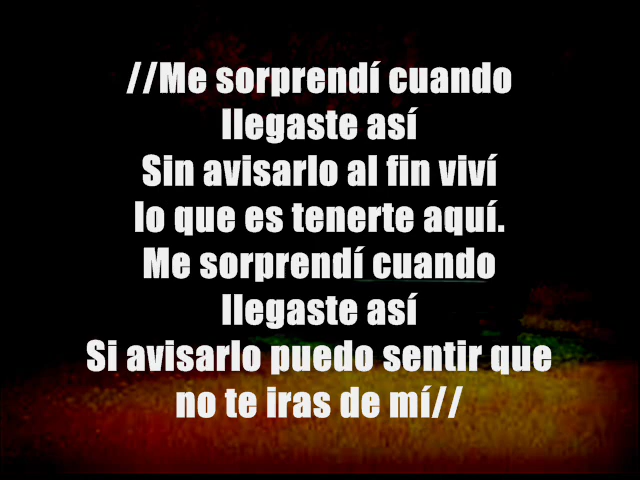 //Me sorprendí cuando
llegaste así
Sin avisarlo al fin viví
lo que es tenerte aquí.
Me sorprendí cuando
llegaste así
Si avisarlo puedo sentir que
no te iras de mí//